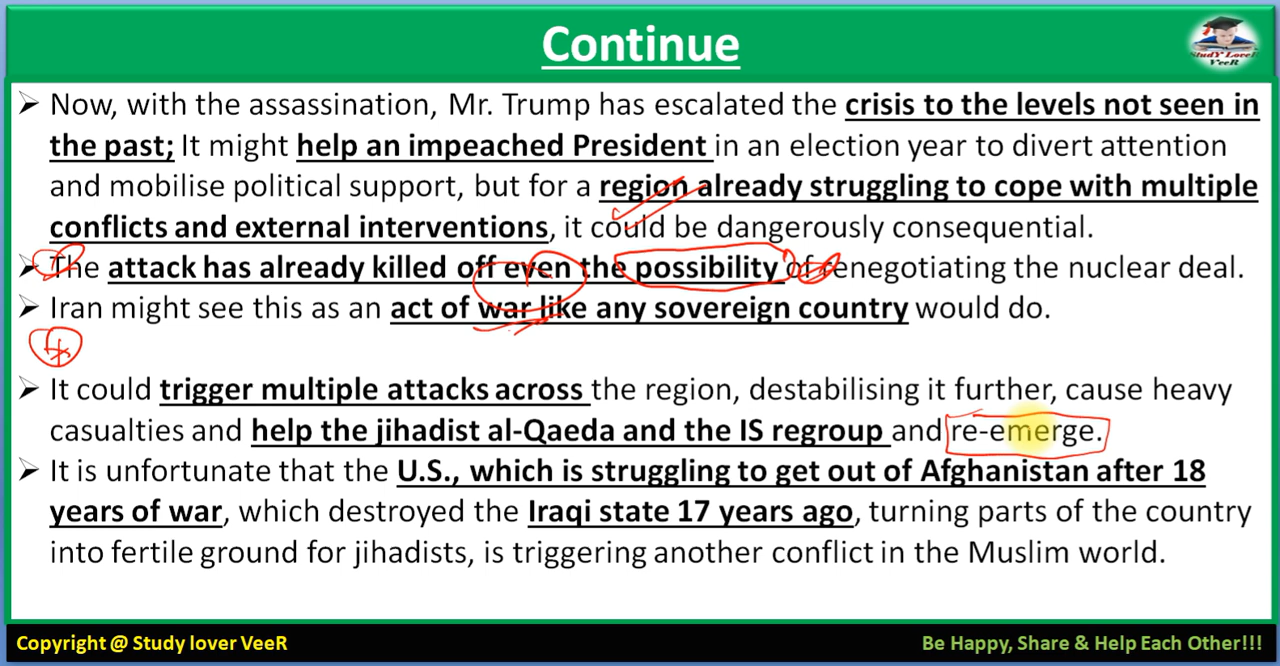 Continue
StudY LoveR
VeeR
➢ Now, with the assassination, Mr. Trump has escalated the crisis to the levels not seen in
the past; It might help an impeached President in an election year to divert attention
and mobilise political support, but for a region already struggling to cope with multiple
conflicts and external interventions, it could be dangerously consequential.
➢ The attack has already killed off even the possibility of renegotiating the nuclear deal.
➢ Iran might see this as an act of war like any sovereign country would do.
➢ It could trigger multiple attacks across the region, destabilising it further, cause heavy
casualties and help the jihadist al-Qaeda and the IS regroup and re-emerge.
➢ It is unfortunate that the U.S., which is struggling to get out of Afghanistan after 18
years of war, which destroyed the Iraqi state 17 years ago, turning parts of the country
into fertile ground for jihadists, is triggering another conflict in the Muslim world.
Copyright @ Study lover VeeR
Be Happy, Share & Help Each Other!!!